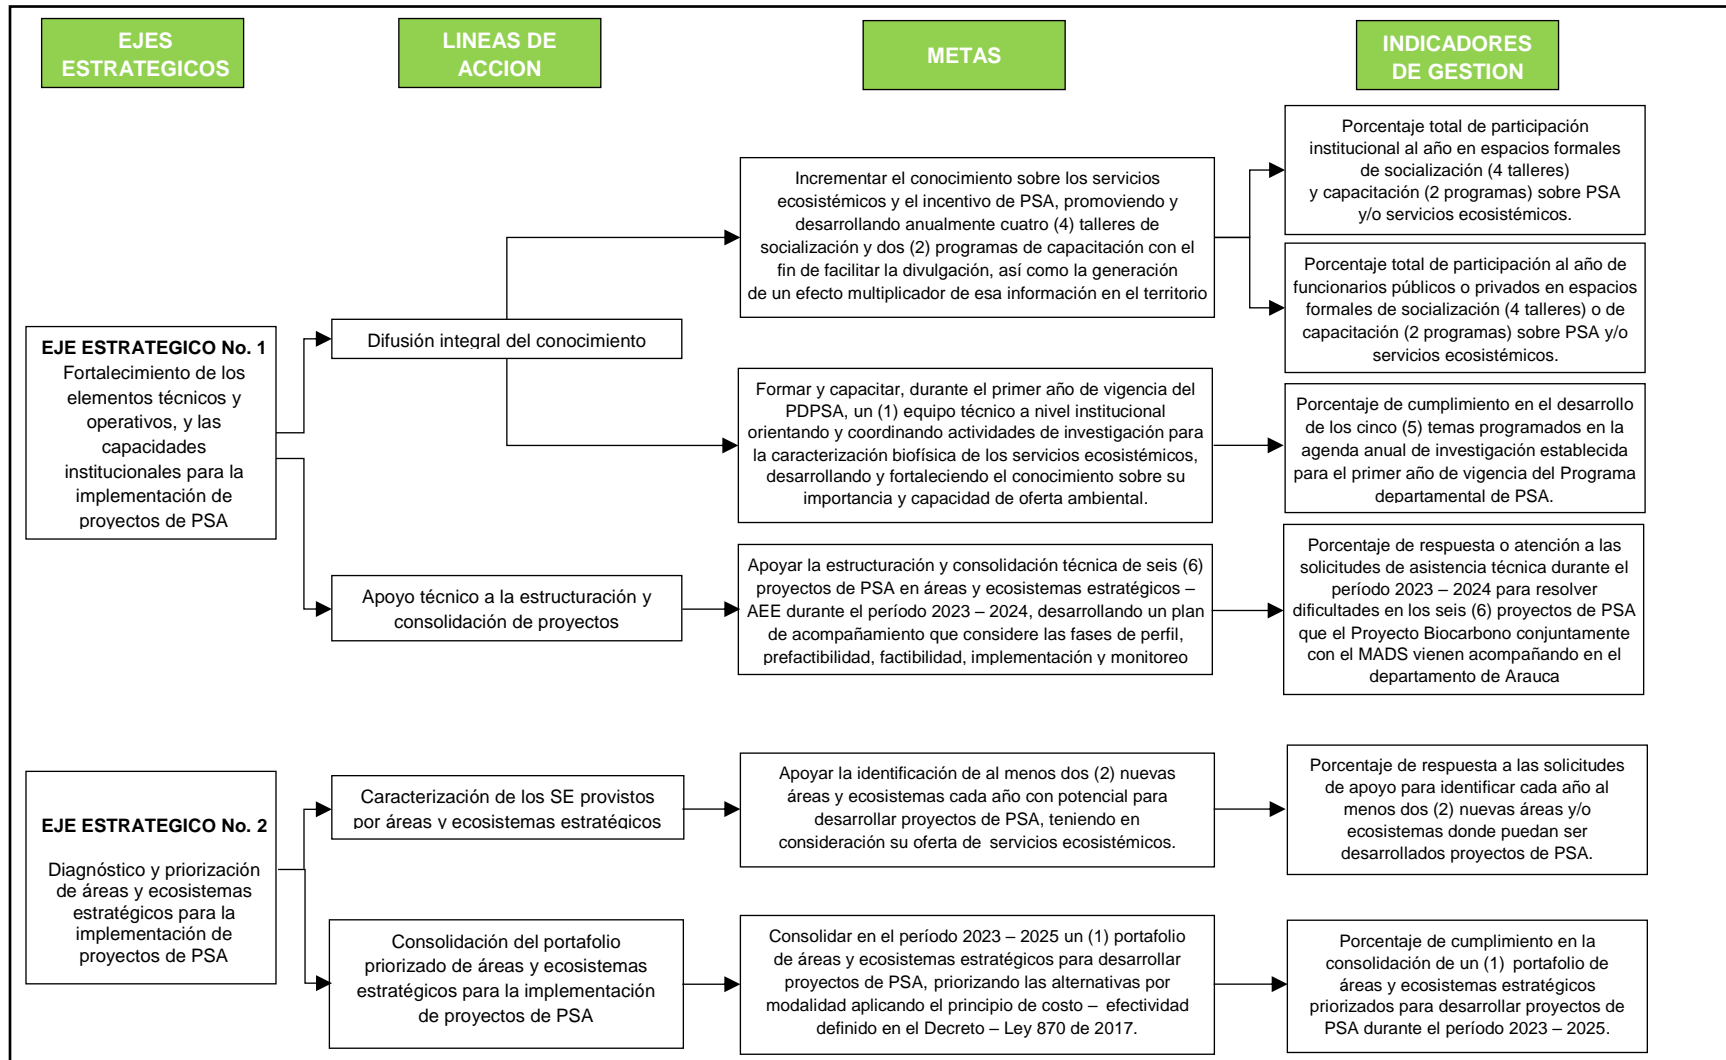 EJES
ESTRATEGICOS
LINEAS DE
ACCION
METAS
INDICADORES
DE GESTION
EJE ESTRATEGICO No. 1
Fortalecimiento de los
elementos técnicos y
operativos, y las
capacidades
institucionales para la
implementación de
proyectos de PSA
Difusión integral del conocimiento
Incrementar el conocimiento sobre los servicios
ecosistémicos y el incentivo de PSA, promoviendo y
desarrollando anualmente cuatro (4) talleres de
socialización y dos (2) programas de capacitación con el
fin de facilitar la divulgación, así como la generación
de un efecto multiplicador de esa información en el territorio
Porcentaje total de participación
institucional al año en espacios formales
de socialización (4 talleres)
y capacitación (2 programas) sobre PSA
y/o servicios ecosistémicos.
Porcentaje total de participación al año de
funcionarios públicos o privados en espacios
formales de socialización (4 talleres) o de
capacitación (2 programas) sobre PSA y/o
servicios ecosistémicos.
Formar y capacitar, durante el primer año de vigencia del
PDPSA, un (1) equipo técnico a nivel institucional
orientando y coordinando actividades de investigación para
la caracterización biofísica de los servicios ecosistémicos,
desarrollando y fortaleciendo el conocimiento sobre su
importancia y capacidad de oferta ambiental.
Porcentaje de cumplimiento en el desarrollo
de los cinco (5) temas programados en la
agenda anual de investigación establecida
para el primer año de vigencia del Programa
departamental de PSA.
Apoyo técnico a la estructuración y
consolidación de proyectos
Apoyar la estructuración y consolidación técnica de seis (6)
proyectos de PSA en áreas y ecosistemas estratégicos –
AEE durante el período 2023 – 2024, desarrollando un plan
de acompañamiento que considere las fases de perfil,
prefactibilidad, factibilidad, implementación y monitoreo
Porcentaje de respuesta o atención a las
solicitudes de asistencia técnica durante el
período 2023 – 2024 para resolver
dificultades en los seis (6) proyectos de PSA
que el Proyecto Biocarbono conjuntamente
con el MADS vienen acompañando en el
departamento de Arauca
EJE ESTRATEGICO No. 2
Diagnóstico y priorización
de áreas y ecosistemas
estratégicos para la
implementación de
proyectos de PSA
Caracterización de los SE provistos
por áreas y ecosistemas estratégicos
Apoyar la identificación de al menos dos (2) nuevas
áreas y ecosistemas cada año con potencial para
desarrollar proyectos de PSA, teniendo en
consideración su oferta de servicios ecosistémicos.
Porcentaje de respuesta a las solicitudes
de apoyo para identificar cada año al
menos dos (2) nuevas áreas y/o
ecosistemas donde puedan ser
desarrollados proyectos de PSA.
Consolidación del portafolio
priorizado de áreas y ecosistemas
estratégicos para la implementación
de proyectos de PSA
Consolidar en el período 2023 – 2025 un (1) portafolio
de áreas y ecosistemas estratégicos para desarrollar
proyectos de PSA, priorizando las alternativas por
modalidad aplicando el principio de costo – efectividad
definido en el Decreto – Ley 870 de 2017.
Porcentaje de cumplimiento en la
consolidación de un (1) portafolio de
áreas y ecosistemas estratégicos
priorizados para desarrollar proyectos de
PSA durante el período 2023 – 2025.